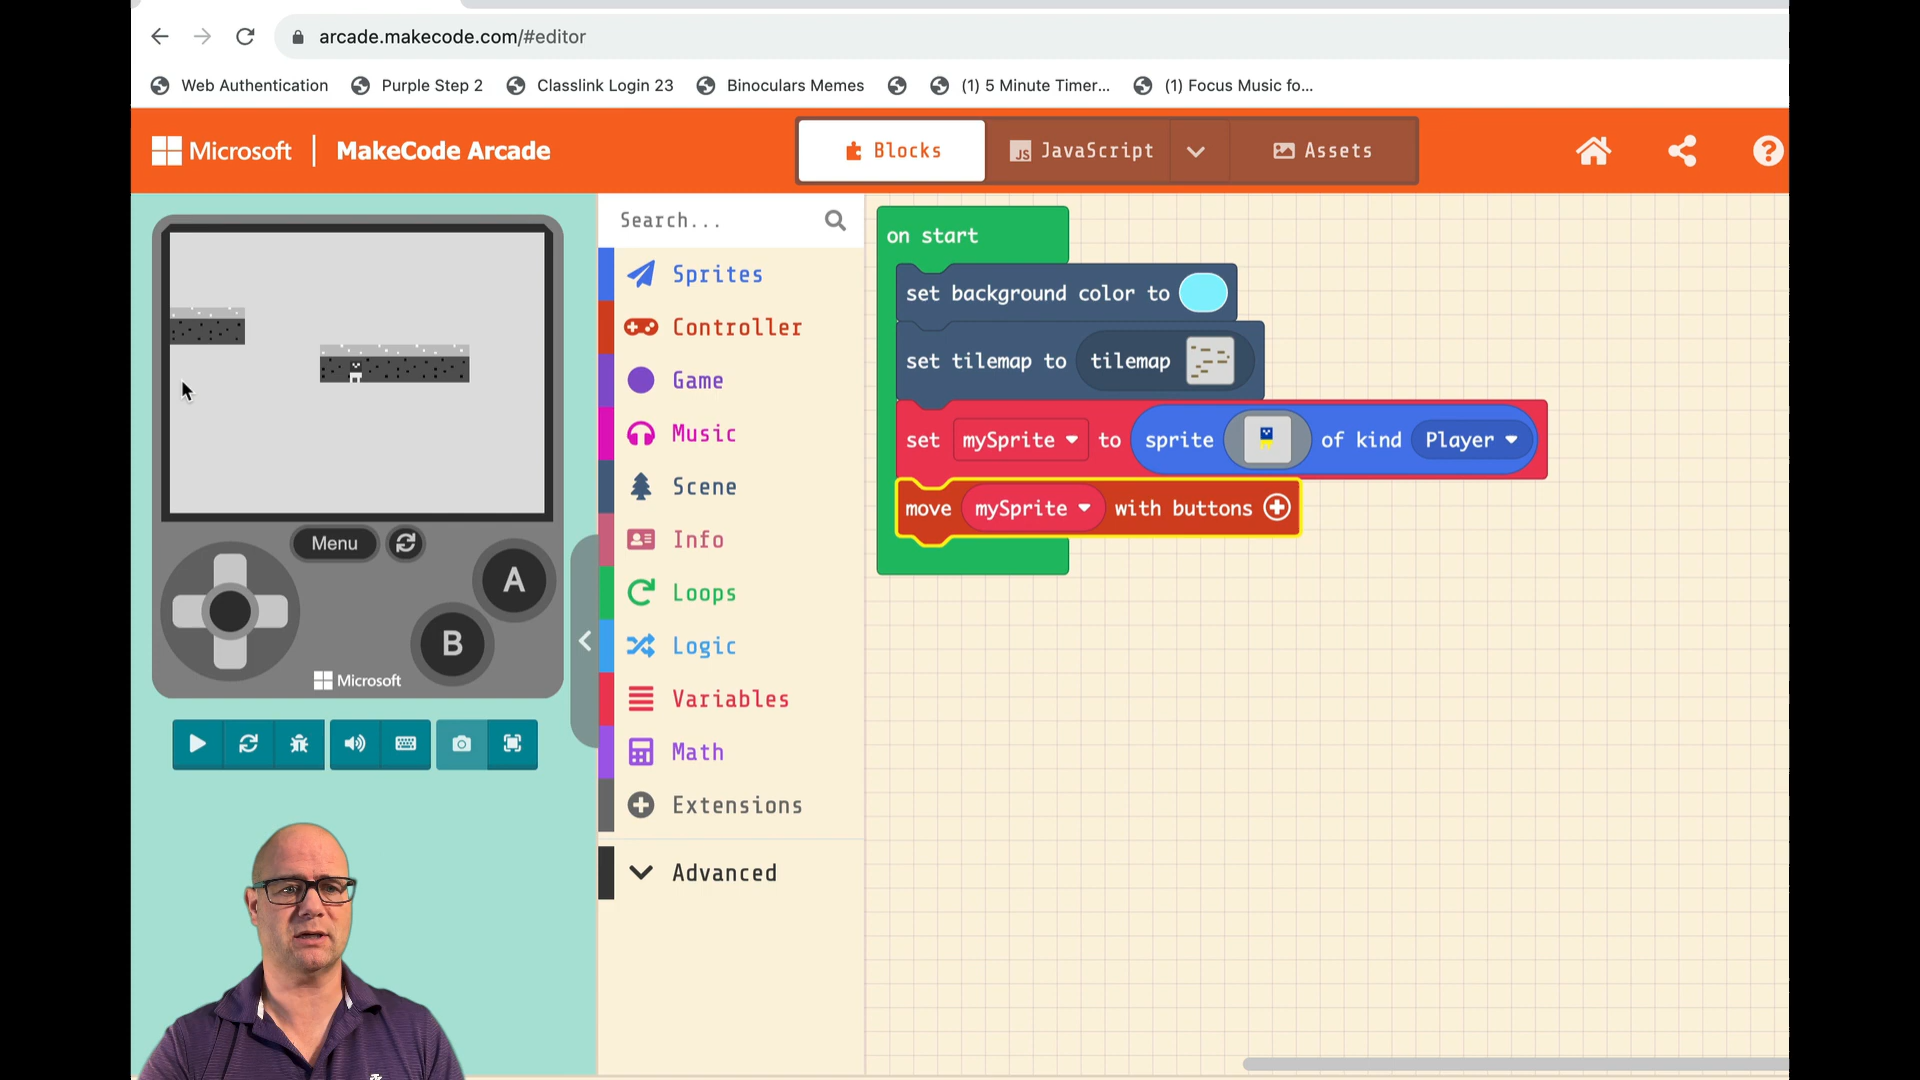 arcade.makecode.com/#editor
Web Authentication Purple Step 2 Classlink Login 23 Binoculars Memes (1) 5 Minute Timer... (1) Focus Music fo...
Microsoft | MakeCode Arcade Blocks JS JavaScript Assets ?
Search...
Sprites
Controller
Game
Music
Scene
Info
Loops
Logic
Variables
Math
Extensions
Advanced
Menu
A
B
Microsoft
on start
set background color to
set tilemap to tilemap
set mySprite to sprite of kind Player
move mySprite with buttons